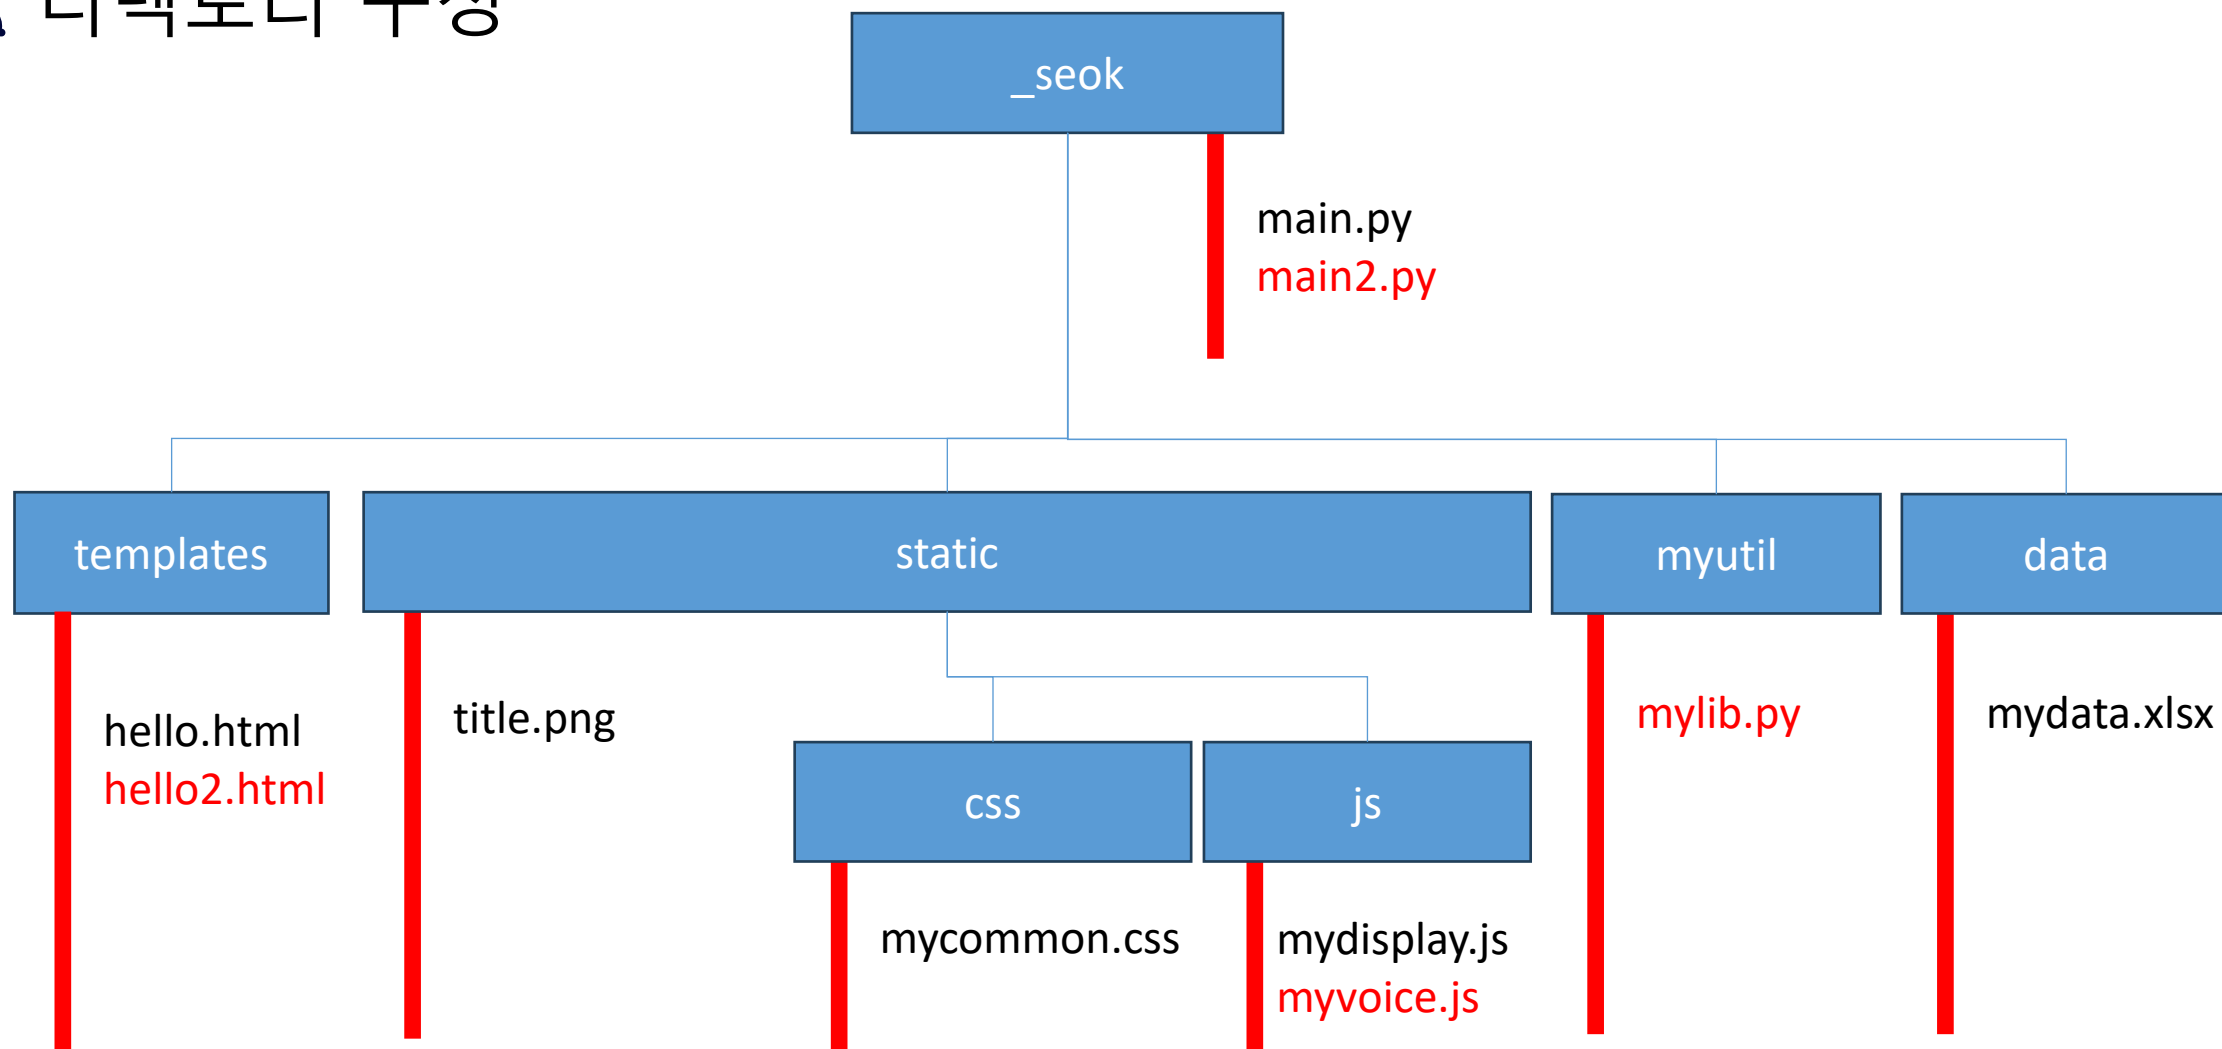 _seok
main.py
main2.py
templates
static
myutil
data
hello.html
hello2.html
title.png
mylib.py
mydata.xlsx
css
js
mycommon.css
mydisplay.js
myvoice.js